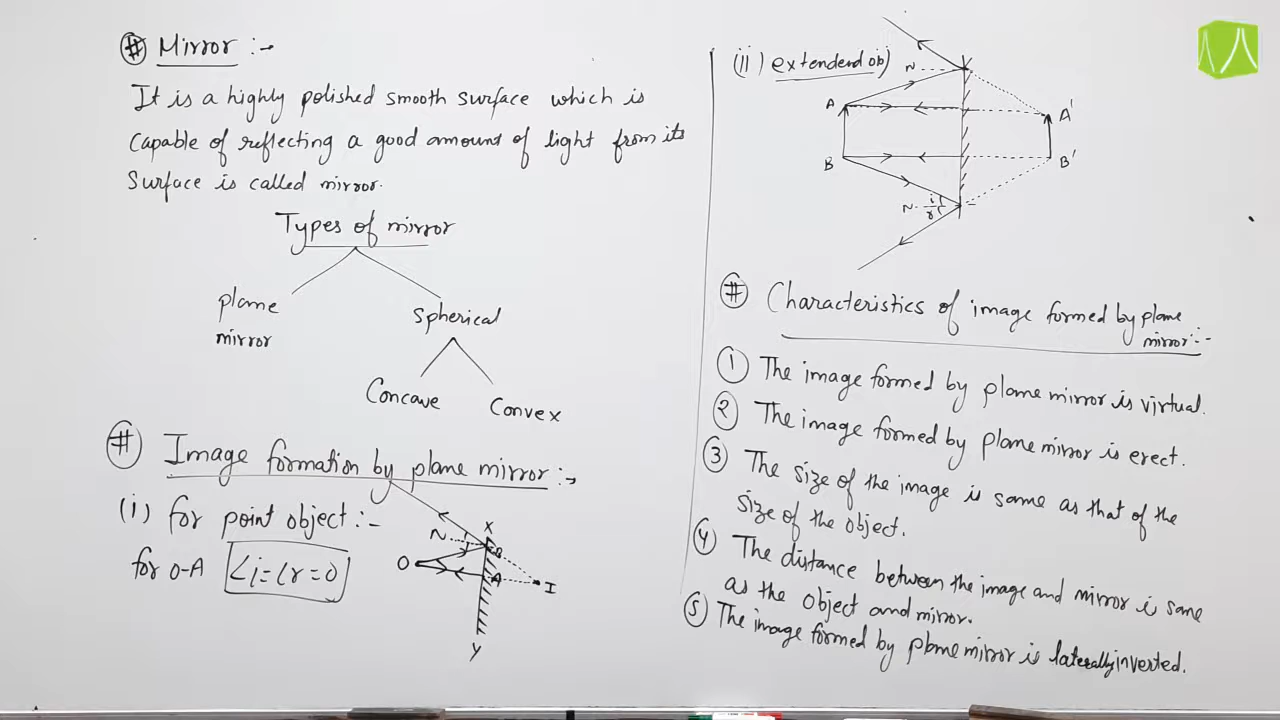 # Mirror :-
It is a highly polished smooth surface which is
capable of reflecting a good amount of light from its
surface is called mirror.
Types of mirror
plane
mirror
Spherical
Concave
Convex
# Image formation by plane mirror :-
(i) for point object :-
for O-A ∠i=∠r=0
X
N
O
B
A
I
Y
(ii) extended obj
N
A
A'
B
B'
N
i
r
# Characteristics of image formed by plane
mirror :-
1 The image formed by plane mirror is virtual.
2 The image formed by plane mirror is erect.
3 The size of the image is same as that of the
size of the object.
4 The distance between the image and mirror is same
as the object and mirror.
5 The image formed by plane mirror is laterally inverted.